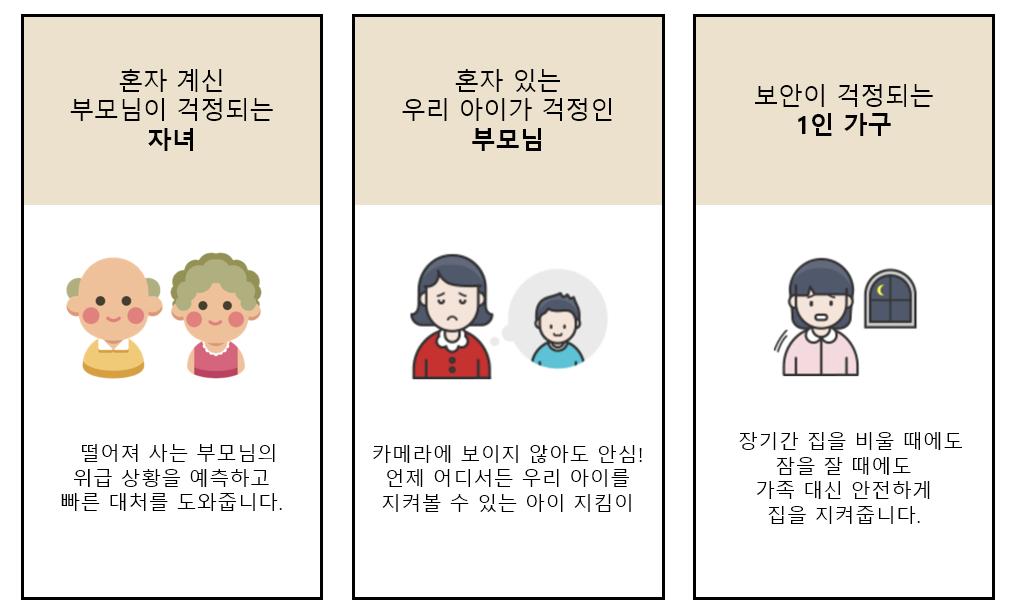 혼자 계신
부모님이 걱정되는
자녀
떨어져 사는 부모님의
위급 상황을 예측하고
빠른 대처를 도와줍니다.
혼자 있는
우리 아이가 걱정인
부모님
카메라에 보이지 않아도 안심!
언제 어디서든 우리 아이를
지켜볼 수 있는 아이 지킴이
보안이 걱정되는
1인 가구
장기간 집을 비울 때에도
잠을 잘 때에도
가족 대신 안전하게
집을 지켜줍니다.